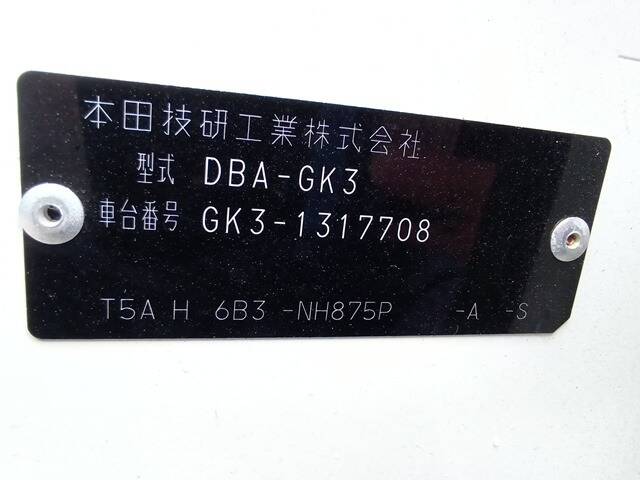 本田技研工業株式会社
型式 DBA-GK3
車台番号 GK3-1317708
T5A H 6B3 -NH875P -A -S